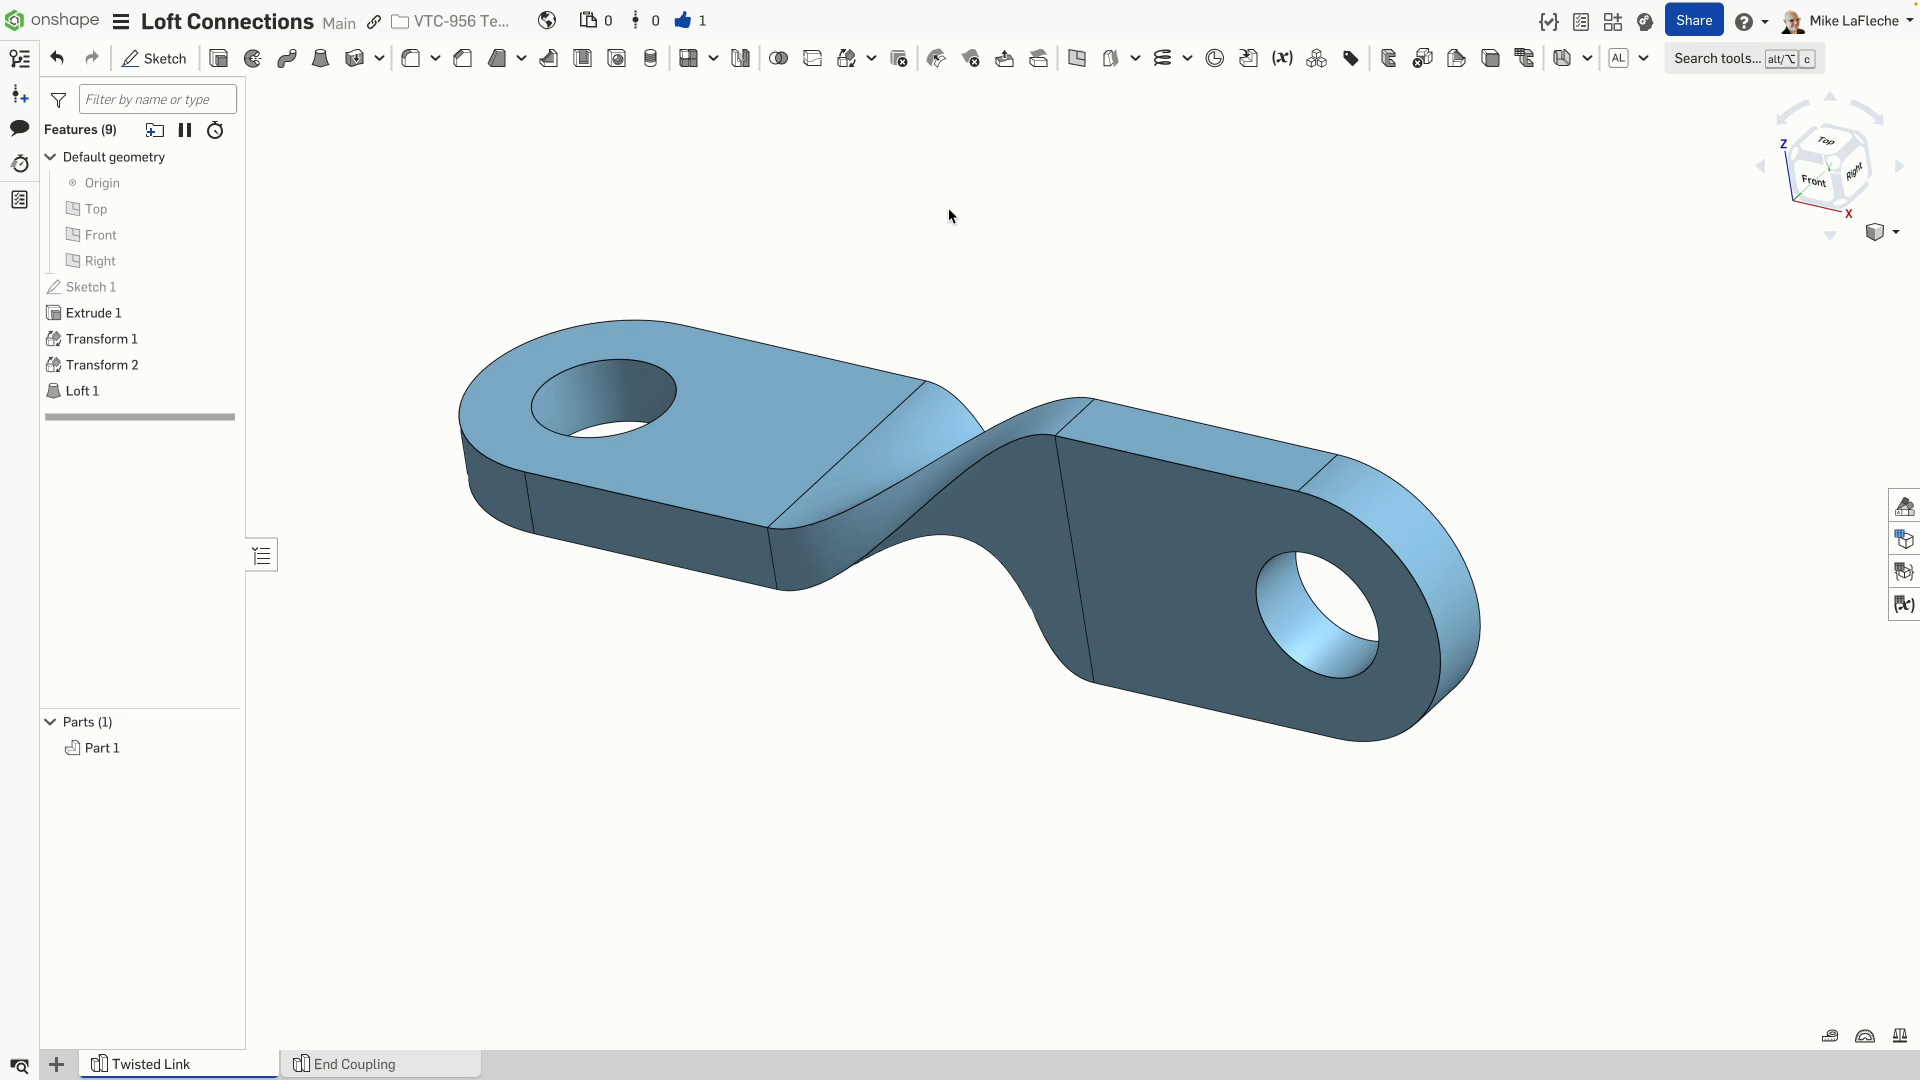 onshape Loft Connections Main VTC-956 Te... 0 0 1 Share Mike LaFleche
Sketch (x) AL Search tools... alt/⌥ c
Filter by name or type
Features (9)
Default geometry
Origin
Top
Front
Right
Sketch 1
Extrude 1
Transform 1
Transform 2
Loft 1
Parts (1)
Part 1
Z
Top
Y
Front
Right
X
(x)
Twisted Link
End Coupling